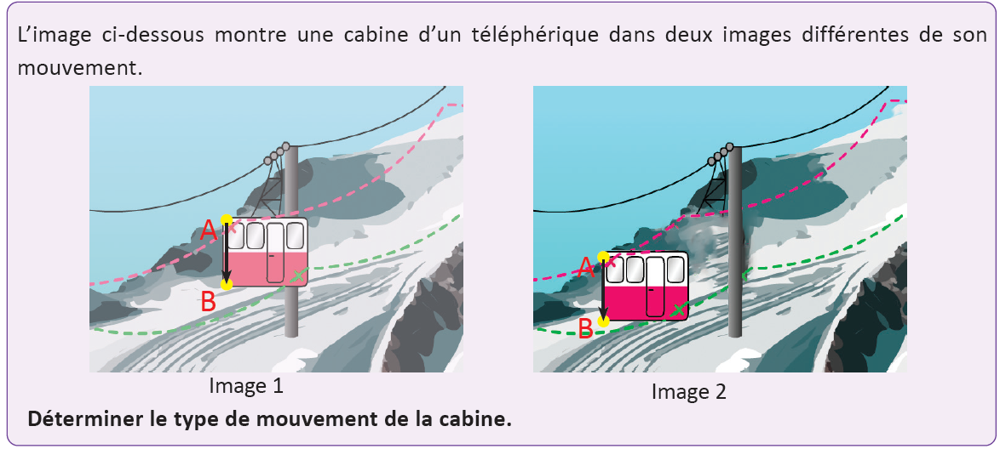 L’image ci-dessous montre une cabine d’un téléphérique dans deux images différentes de son
mouvement.
A
B
Image 1
A
B
Image 2
Déterminer le type de mouvement de la cabine.